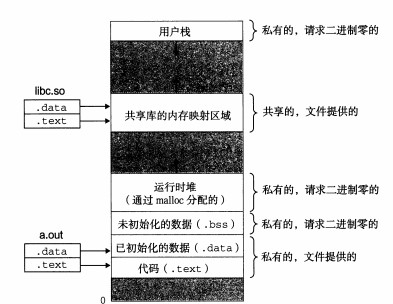 用户栈
私有的，请求二进制零的
libc.so
.data
.text
共享库的内存映射区域
共享的，文件提供的
运行时堆
（通过 malloc 分配的）
私有的，请求二进制零的
未初始化的数据（.bss）
私有的，请求二进制零的
a.out
.data
.text
已初始化的数据（.data）
代码（.text）
私有的，文件提供的
0